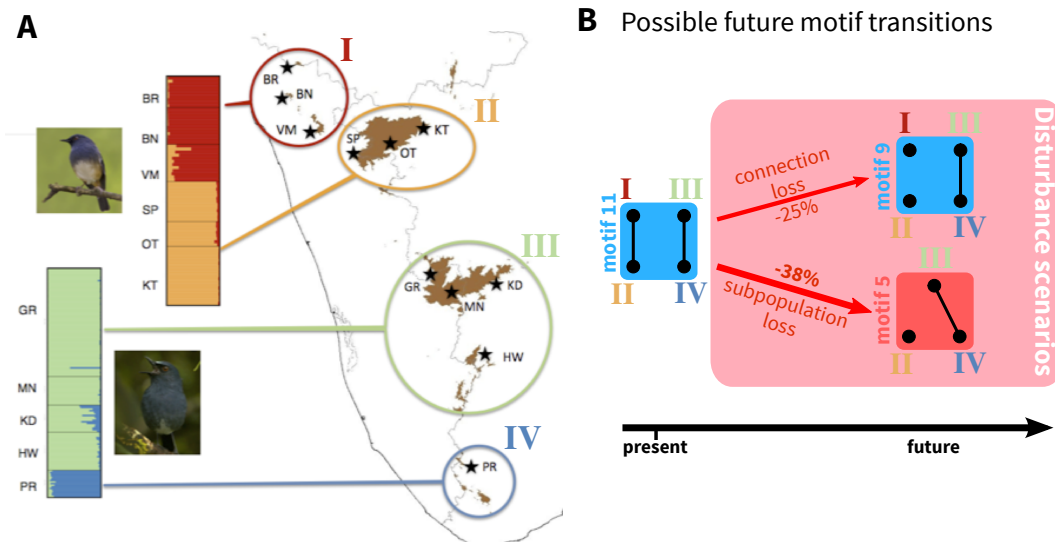 A
I
BR
BN
VM
II
KT
SP
OT
BR
BN
VM
SP
OT
KT
III
GR
KD
MN
HW
GR
MN
KD
HW
PR
IV
PR
B Possible future motif transitions
Disturbance scenarios
I III
motif 11
II IV
connection
loss
-25%
I III
motif 9
II IV
-38%
subpopulation
loss
III
motif 5
II IV
present future